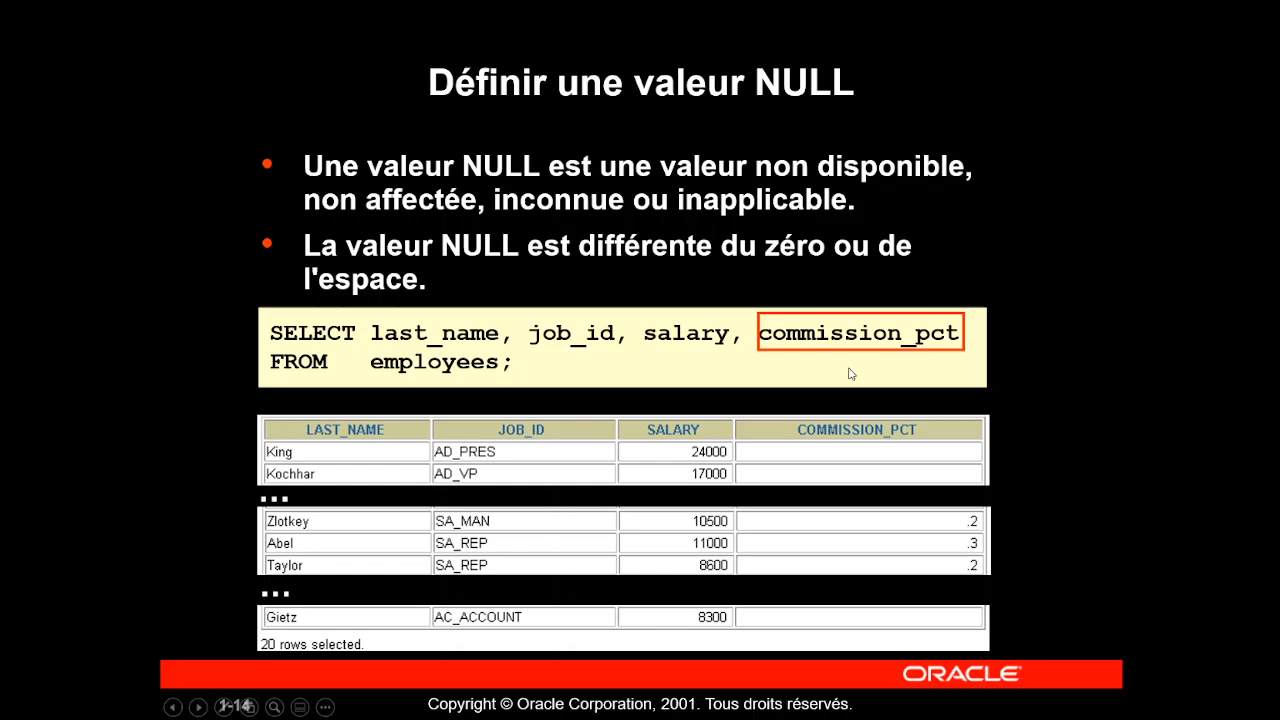 Définir une valeur NULL
• Une valeur NULL est une valeur non disponible,
non affectée, inconnue ou inapplicable.
• La valeur NULL est différente du zéro ou de
l'espace.
SELECT last_name, job_id, salary, commission_pct
FROM employees;
LAST_NAME JOB_ID SALARY COMMISSION_PCT
King AD_PRES 24000
Kochhar AD_VP 17000
...
Zlotkey SA_MAN 10500 .2
Abel SA_REP 11000 .3
Taylor SA_REP 8600 .2
...
Gietz AC_ACCOUNT 8300
20 rows selected.
ORACLE
1-14 Copyright © Oracle Corporation, 2001. Tous droits réservés.